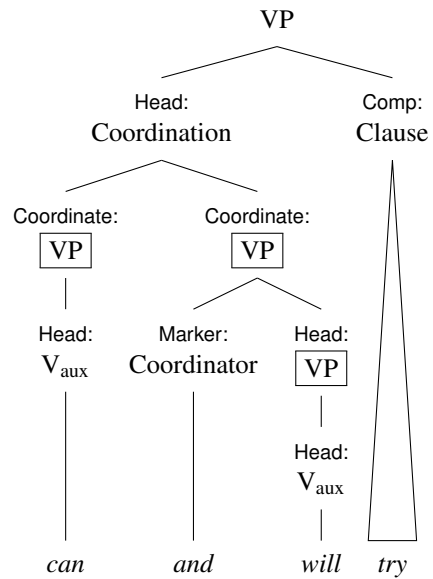 VP
Head: Comp:
Coordination Clause
Coordinate: Coordinate:
VP VP
Head: Marker: Head:
Vaux Coordinator VP
Head:
Vaux
can and will try